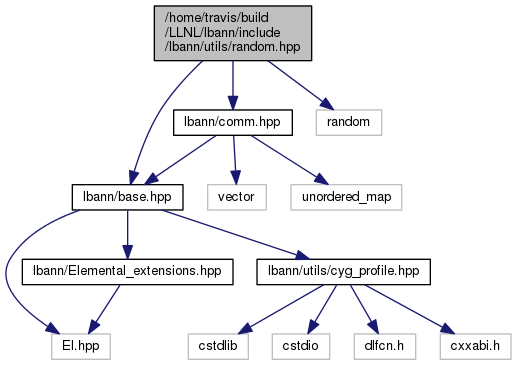 /home/travis/build
/LLNL/lbann/include
/lbann/utils/random.hpp
lbann/comm.hpp
random
lbann/base.hpp
vector
unordered_map
lbann/Elemental_extensions.hpp
lbann/utils/cyg_profile.hpp
El.hpp
cstdlib
cstdio
dlfcn.h
cxxabi.h